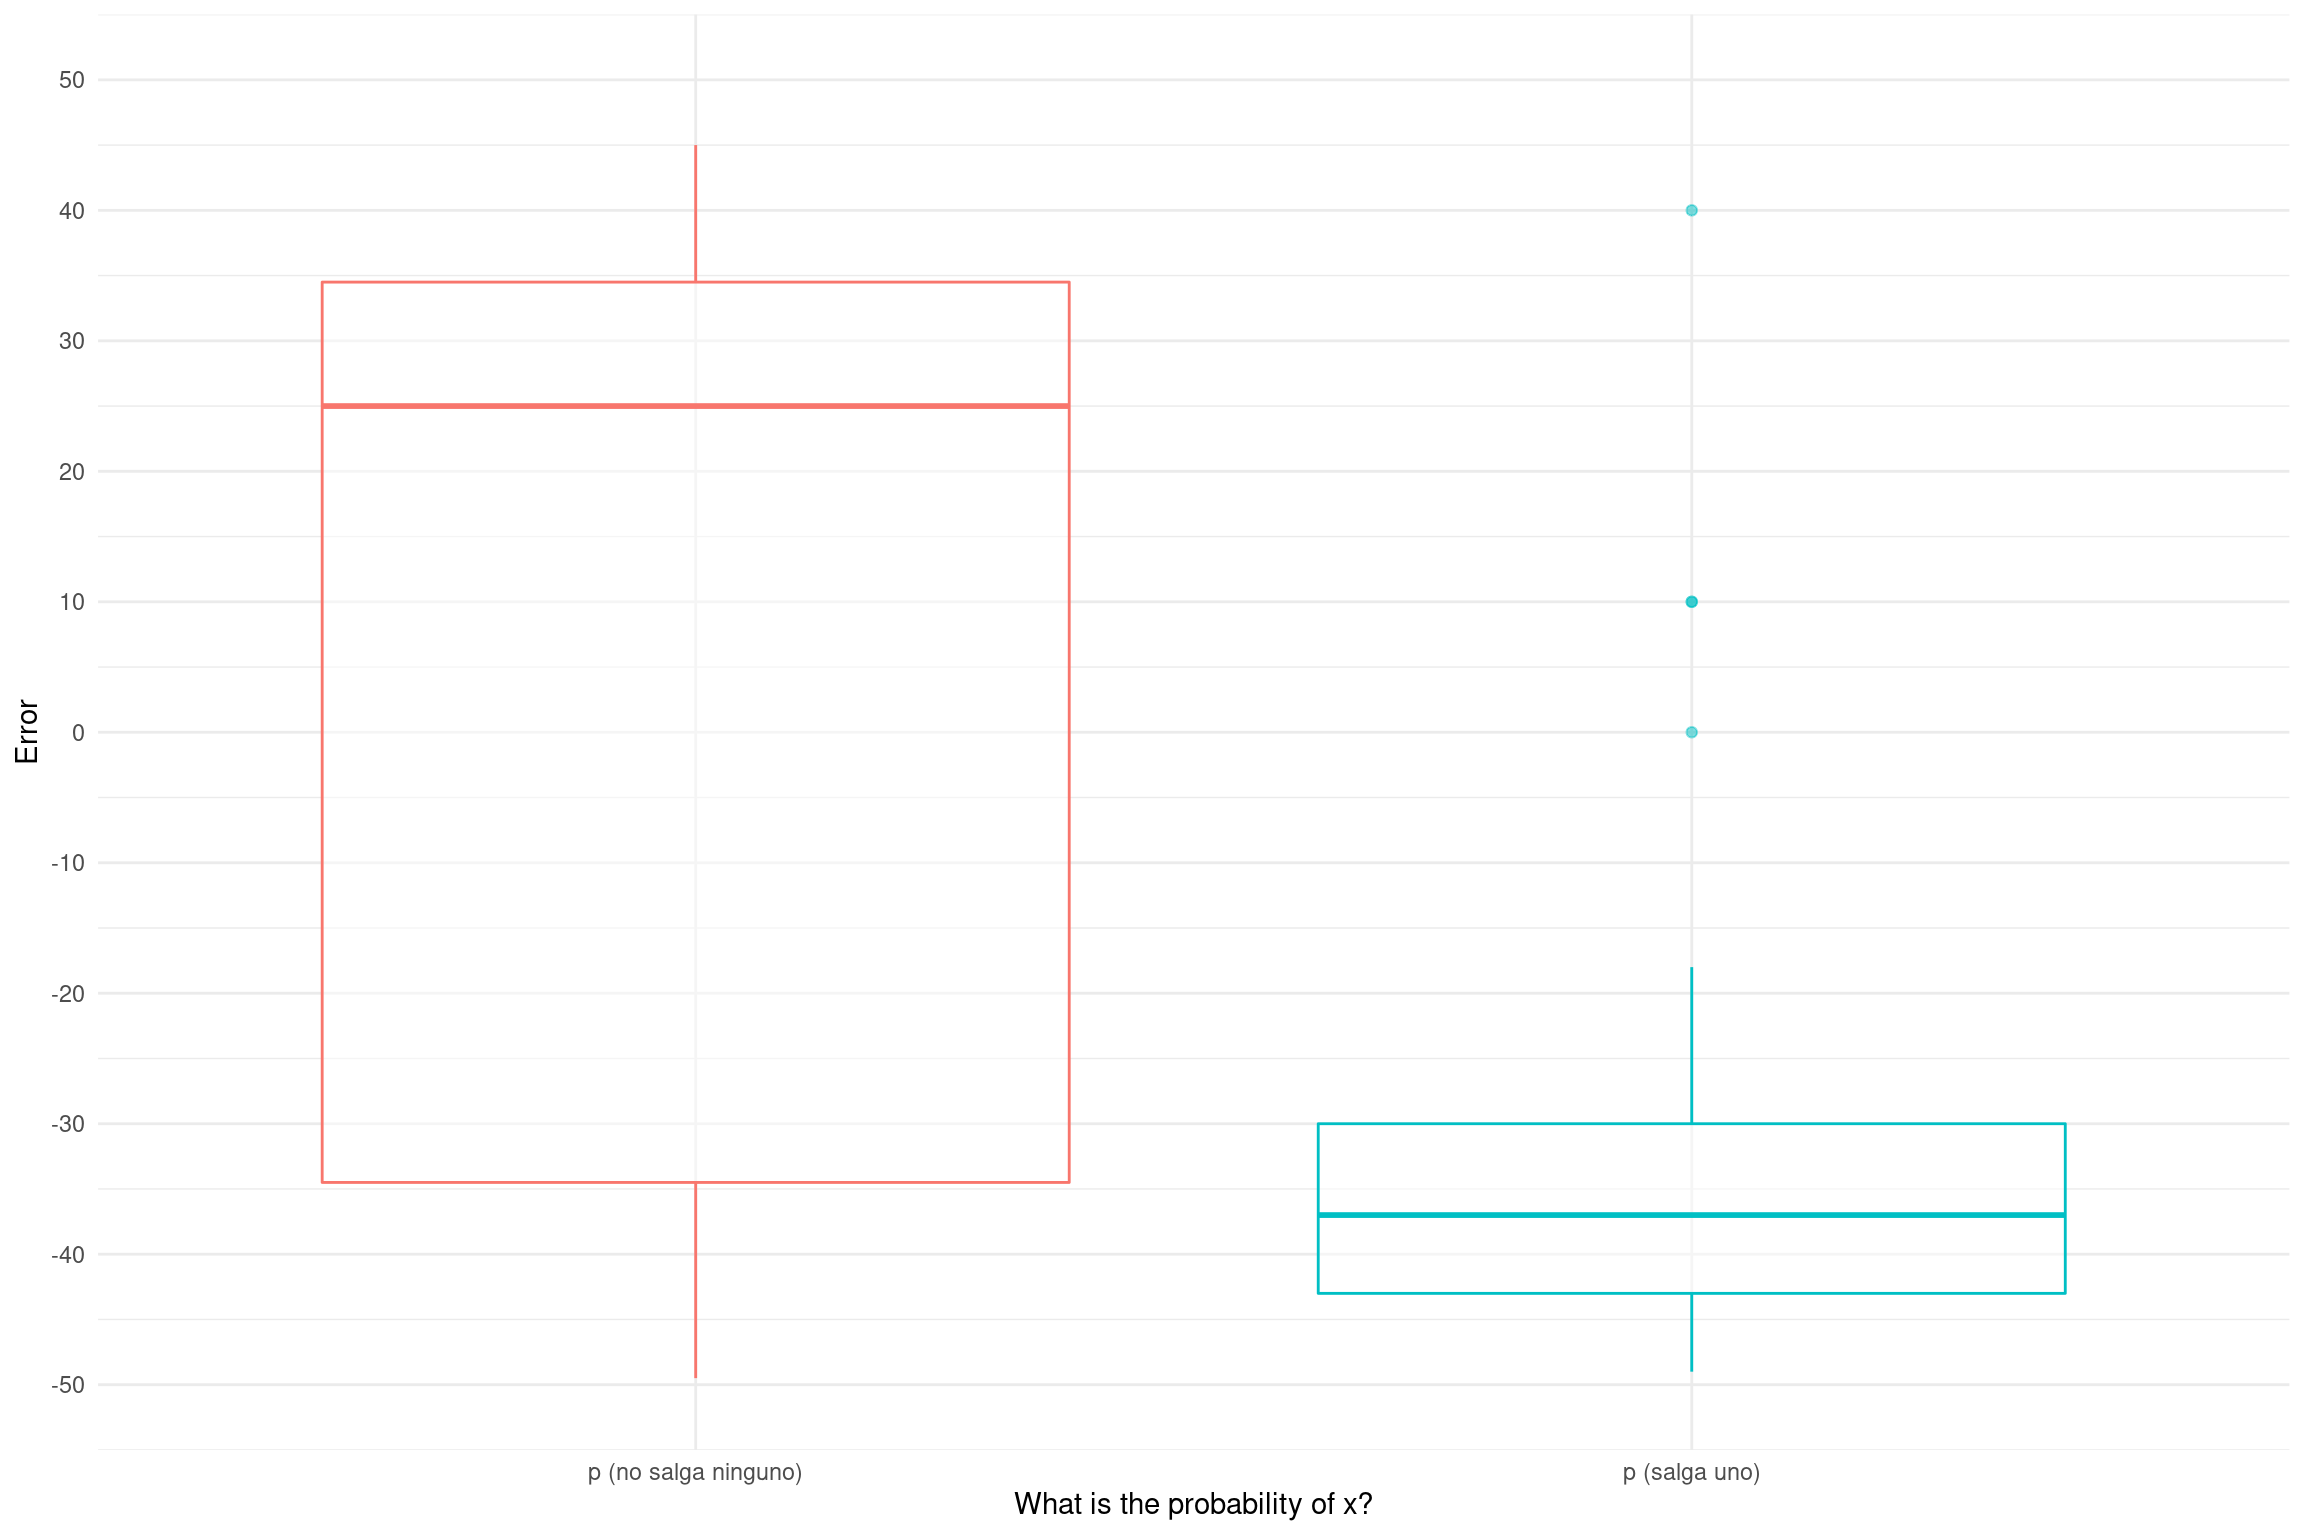 50
40
30
20
10
0
-10
-20
-30
-40
-50
Error
p (no salga ninguno)
p (salga uno)
What is the probability of x?